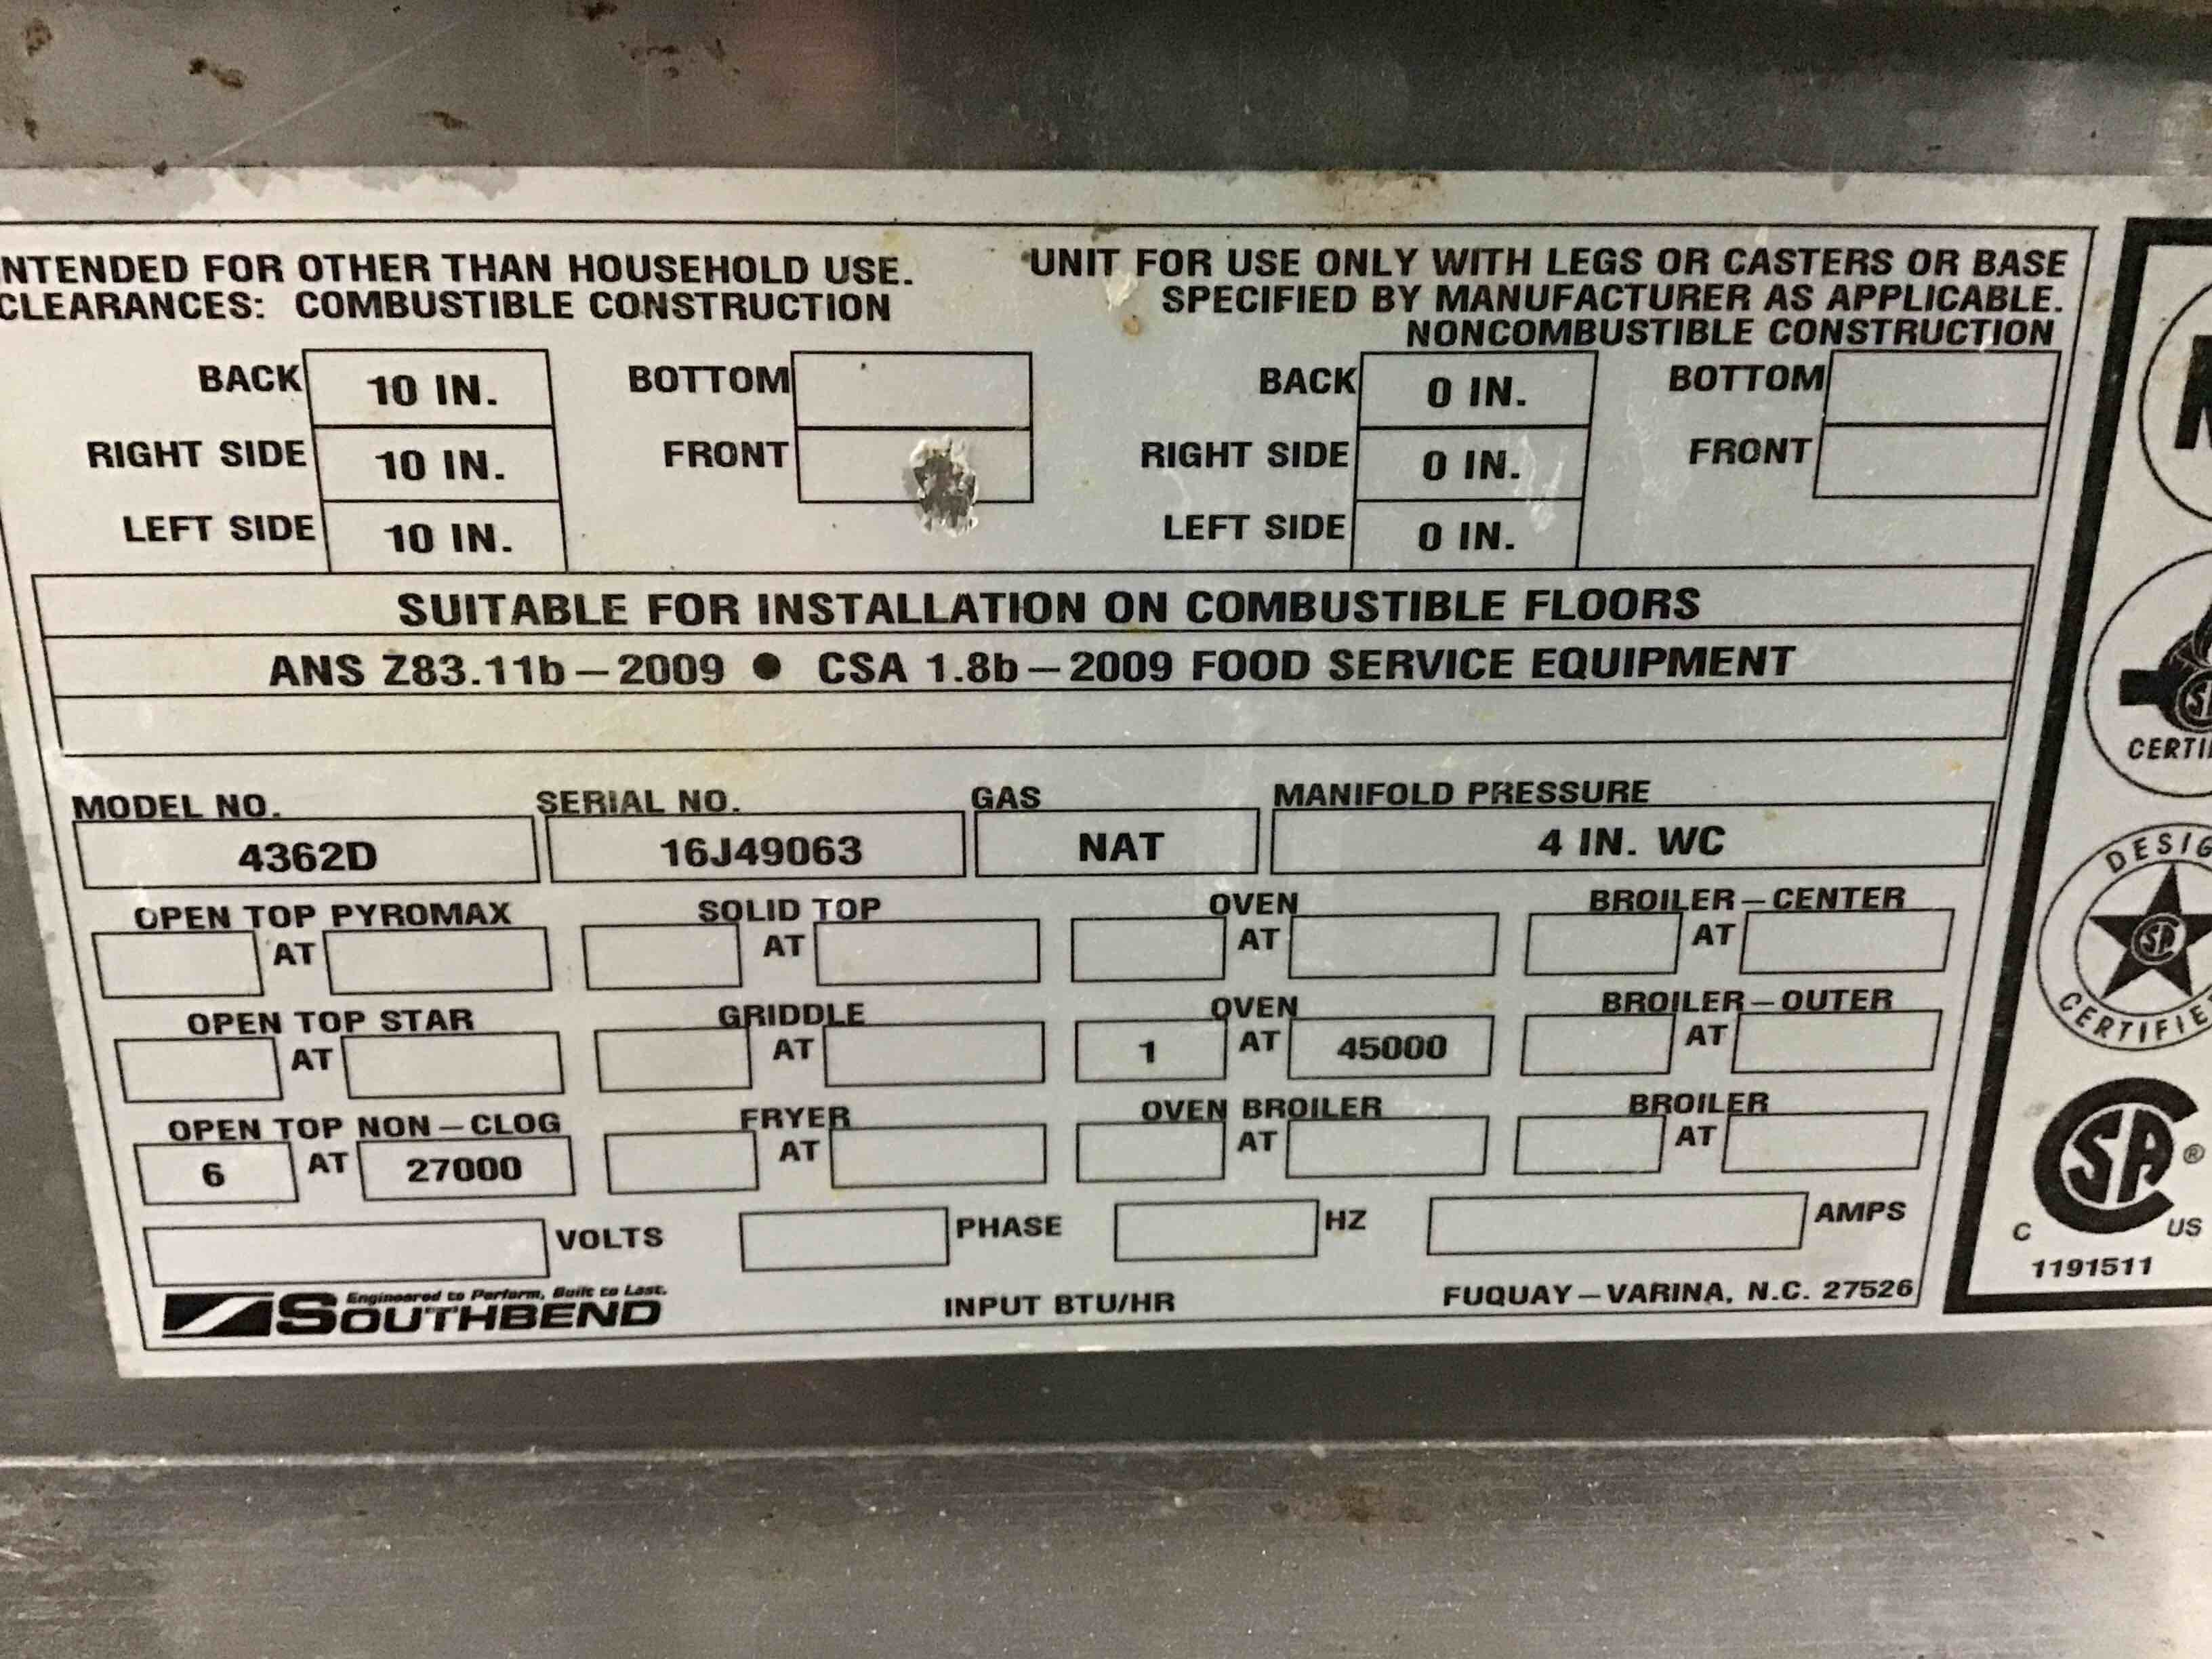 NTENDED FOR OTHER THAN HOUSEHOLD USE.
CLEARANCES: COMBUSTIBLE CONSTRUCTION
UNIT FOR USE ONLY WITH LEGS OR CASTERS OR BASE
SPECIFIED BY MANUFACTURER AS APPLICABLE.
NONCOMBUSTIBLE CONSTRUCTION
BACK 10 IN. BOTTOM BACK 0 IN. BOTTOM
RIGHT SIDE 10 IN. FRONT RIGHT SIDE 0 IN. FRONT
LEFT SIDE 10 IN. LEFT SIDE 0 IN.
SUITABLE FOR INSTALLATION ON COMBUSTIBLE FLOORS
ANS Z83.11b–2009 ● CSA 1.8b–2009 FOOD SERVICE EQUIPMENT
MODEL NO. SERIAL NO. GAS MANIFOLD PRESSURE
4362D 16J49063 NAT 4 IN. WC
OPEN TOP PYROMAX SOLID TOP OVEN BROILER–CENTER
AT AT AT AT
OPEN TOP STAR GRIDDLE OVEN BROILER–OUTER
AT AT 1 AT 45000 AT
OPEN TOP NON–CLOG FRYER OVEN BROILER BROILER
6 AT 27000 AT AT AT
VOLTS PHASE HZ AMPS
Engineered to Perform, Built to Last.
SOUTHBEND INPUT BTU/HR FUQUAY–VARINA, N.C. 27526
CERTI
DESIG
SA
CERTIFIE
SA ®
C US
1191511